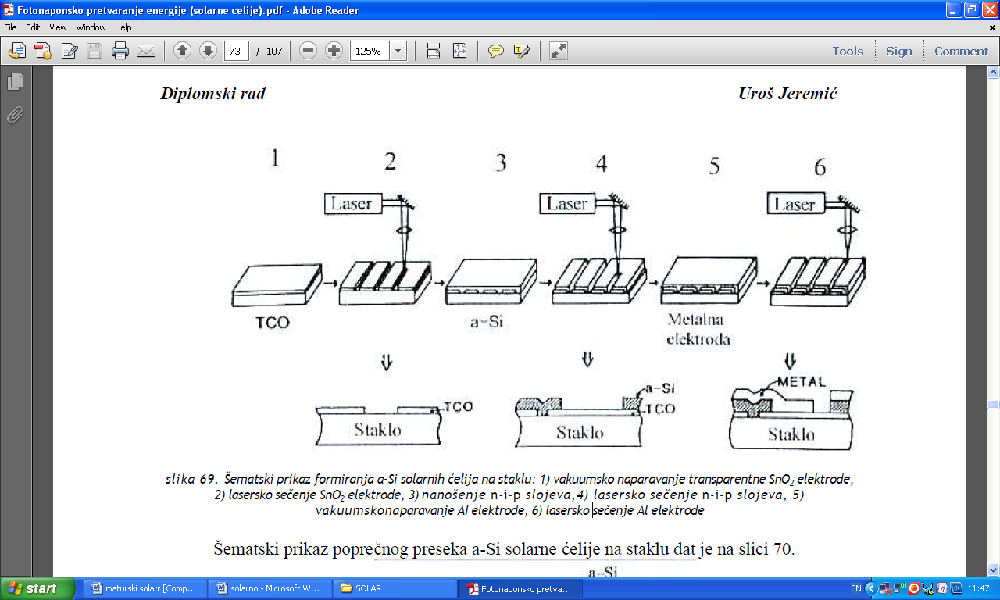 Fotonaponsko pretvaranje energije (solarne celije).pdf - Adobe Reader
File Edit View Window Help
73 / 107 125% Tools Sign Comment
Diplomski rad Uroš Jeremić
1 2 3 4 5 6
Laser Laser Laser
TCO a-Si Metalna
elektroda
METAL
a-Si
TCO TCO
Staklo Staklo Staklo
slika 69. Šematski prikaz formiranja a-Si solarnih ćelija na staklu: 1) vakuumsko naparavanje transparentne SnO2 elektrode,
2) lasersko sečenje SnO2 elektrode, 3) nanošenje n-i-p slojeva,4) lasersko sečenje n-i-p slojeva, 5)
vakuumskonaparavanje Al elektrode, 6) lasersko sečenje Al elektrode
Šematski prikaz poprečnog preseka a-Si solarne ćelije na staklu dat je na slici 70.
a-Si
start maturski solarr [Comp... solarno - Microsoft W... SOLAR Fotonaponsko pretva... EN 11:47